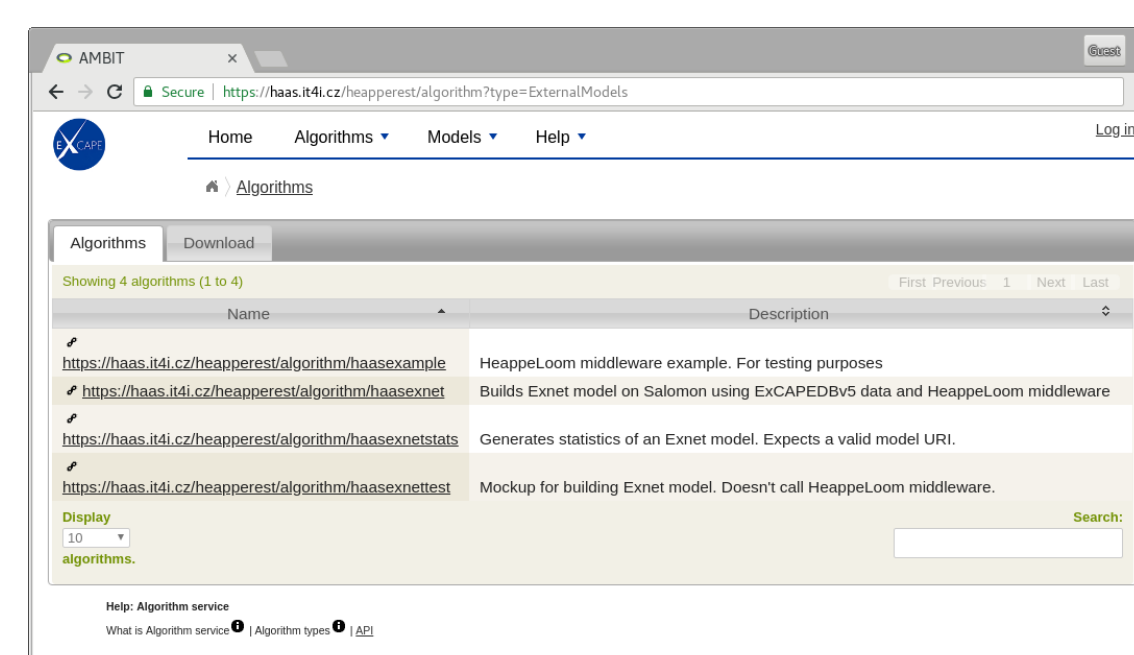 AMBIT
Guest
Secure https://haas.it4i.cz/heapperest/algorithm?type=ExternalModels
EXCAPE
Home Algorithms Models Help Log in
Algorithms
Algorithms Download
Showing 4 algorithms (1 to 4) First Previous 1 Next Last
Name Description
https://haas.it4i.cz/heapperest/algorithm/haasexample HeappeLoom middleware example. For testing purposes
https://haas.it4i.cz/heapperest/algorithm/haasexnet Builds Exnet model on Salomon using ExCAPEDBv5 data and HeappeLoom middleware
https://haas.it4i.cz/heapperest/algorithm/haasexnetstats Generates statistics of an Exnet model. Expects a valid model URI.
https://haas.it4i.cz/heapperest/algorithm/haasexnettest Mockup for building Exnet model. Doesn't call HeappeLoom middleware.
Display Search:
10
algorithms.
Help: Algorithm service
What is Algorithm service | Algorithm types | API